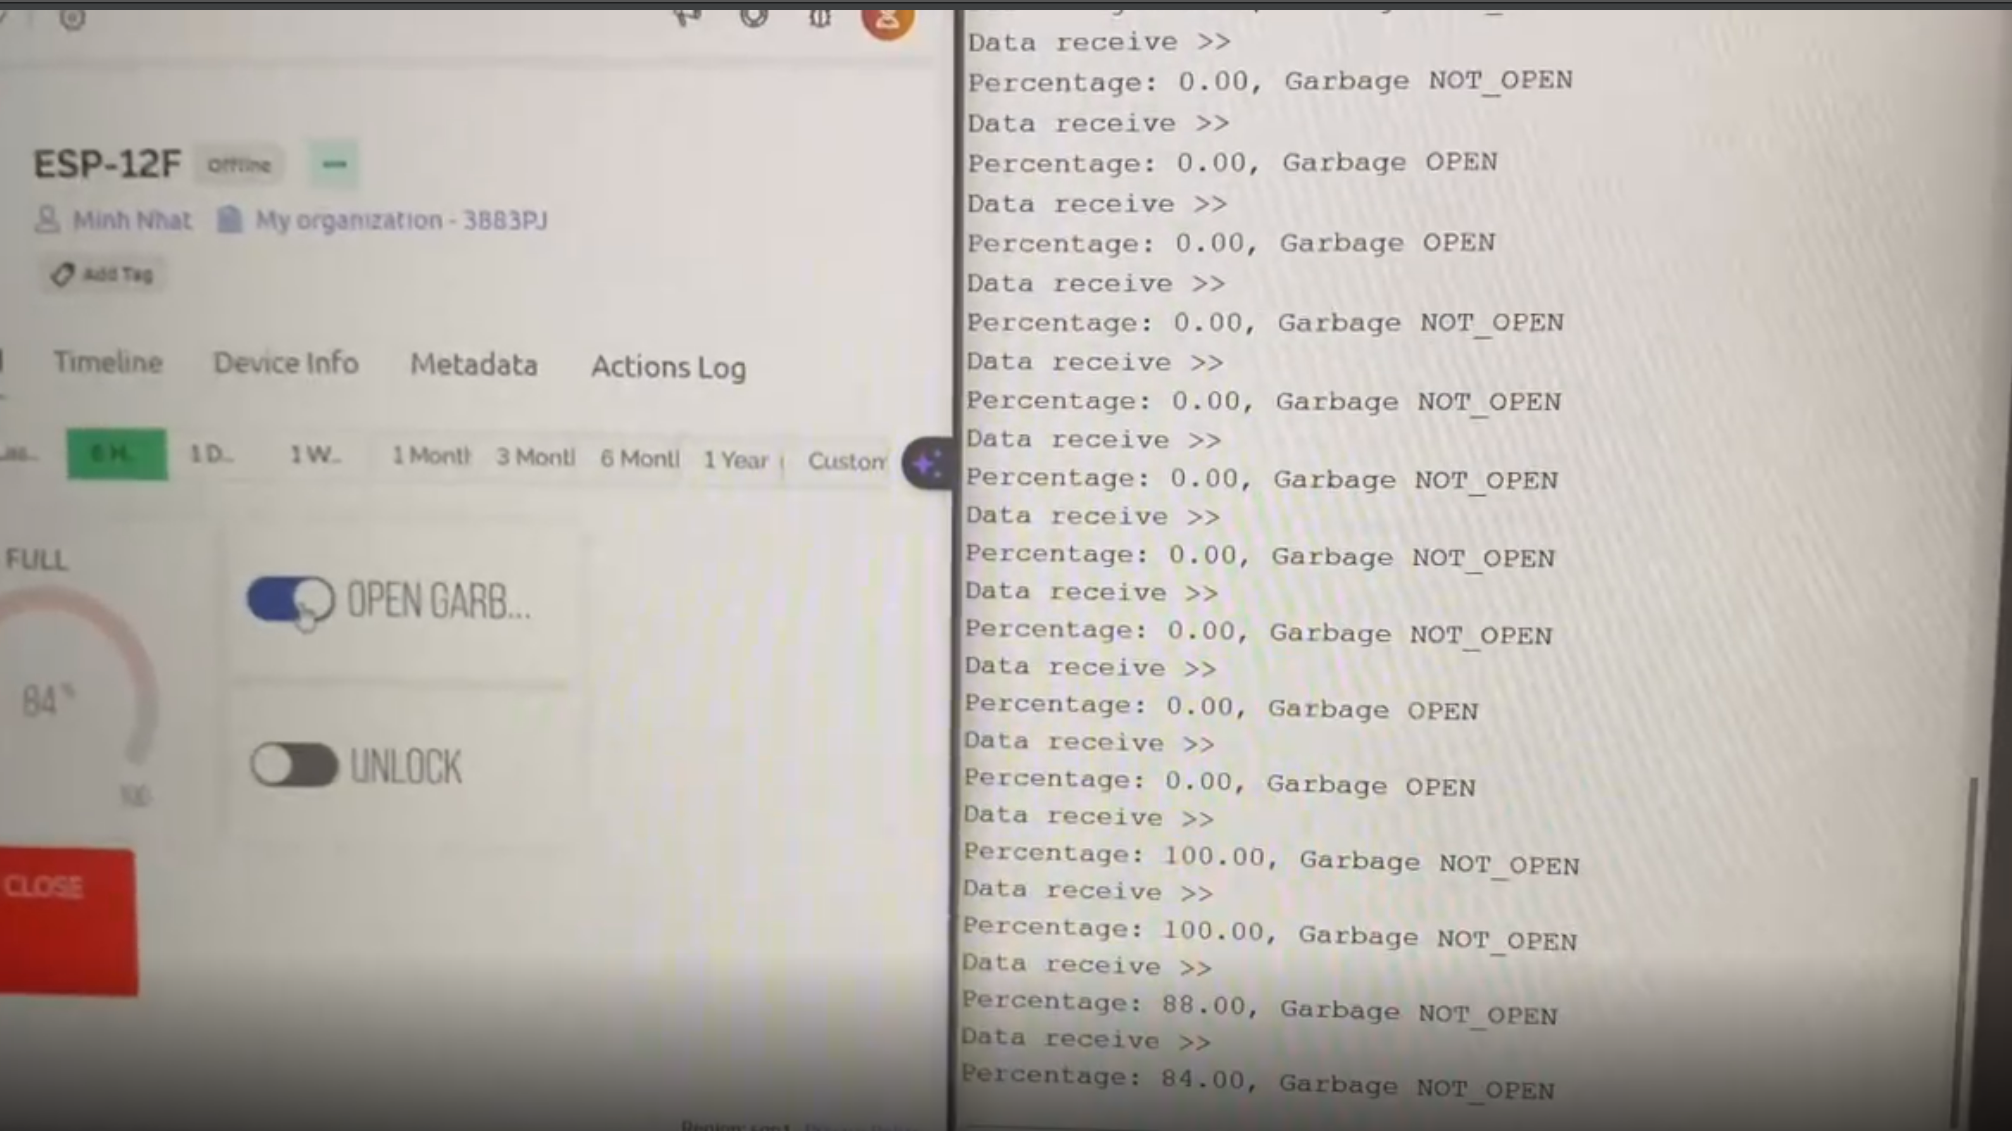 ESP-12F Offline
Minh Nhat My organization - 3883PJ
Add Tag
Timeline Device Info Metadata Actions Log
6 H.. 1 D... 1 W... 1 Montl 3 Montl 6 Montl 1 Year Custon
FULL
84%
100
OPEN GARB...
UNLOCK
CLOSE
Data receive >>
Percentage: 0.00, Garbage NOT_OPEN
Data receive >>
Percentage: 0.00, Garbage OPEN
Data receive >>
Percentage: 0.00, Garbage OPEN
Data receive >>
Percentage: 0.00, Garbage NOT_OPEN
Data receive >>
Percentage: 0.00, Garbage NOT_OPEN
Data receive >>
Percentage: 0.00, Garbage NOT_OPEN
Data receive >>
Percentage: 0.00, Garbage NOT_OPEN
Data receive >>
Percentage: 0.00, Garbage NOT_OPEN
Data receive >>
Percentage: 0.00, Garbage OPEN
Data receive >>
Percentage: 0.00, Garbage OPEN
Data receive >>
Percentage: 100.00, Garbage NOT_OPEN
Data receive >>
Percentage: 100.00, Garbage NOT_OPEN
Data receive >>
Percentage: 88.00, Garbage NOT_OPEN
Data receive >>
Percentage: 84.00, Garbage NOT_OPEN